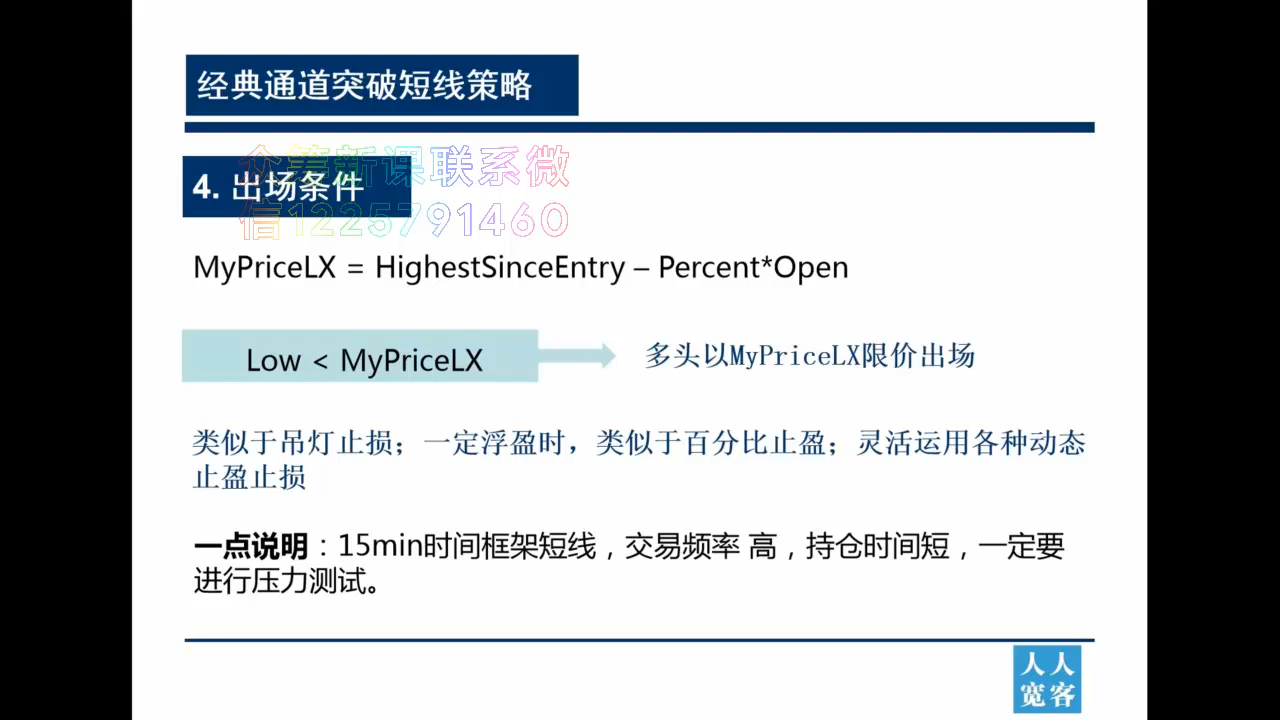 经典通道突破短线策略
众筹新课联系微
4. 出场条件
信1225791460
MyPriceLX = HighestSinceEntry – Percent*Open
Low < MyPriceLX
多头以MyPriceLX限价出场
类似于吊灯止损；一定浮盈时，类似于百分比止盈；灵活运用各种动态
止盈止损
一点说明：15min时间框架短线，交易频率 高，持仓时间短，一定要
进行压力测试。
人人
宽客